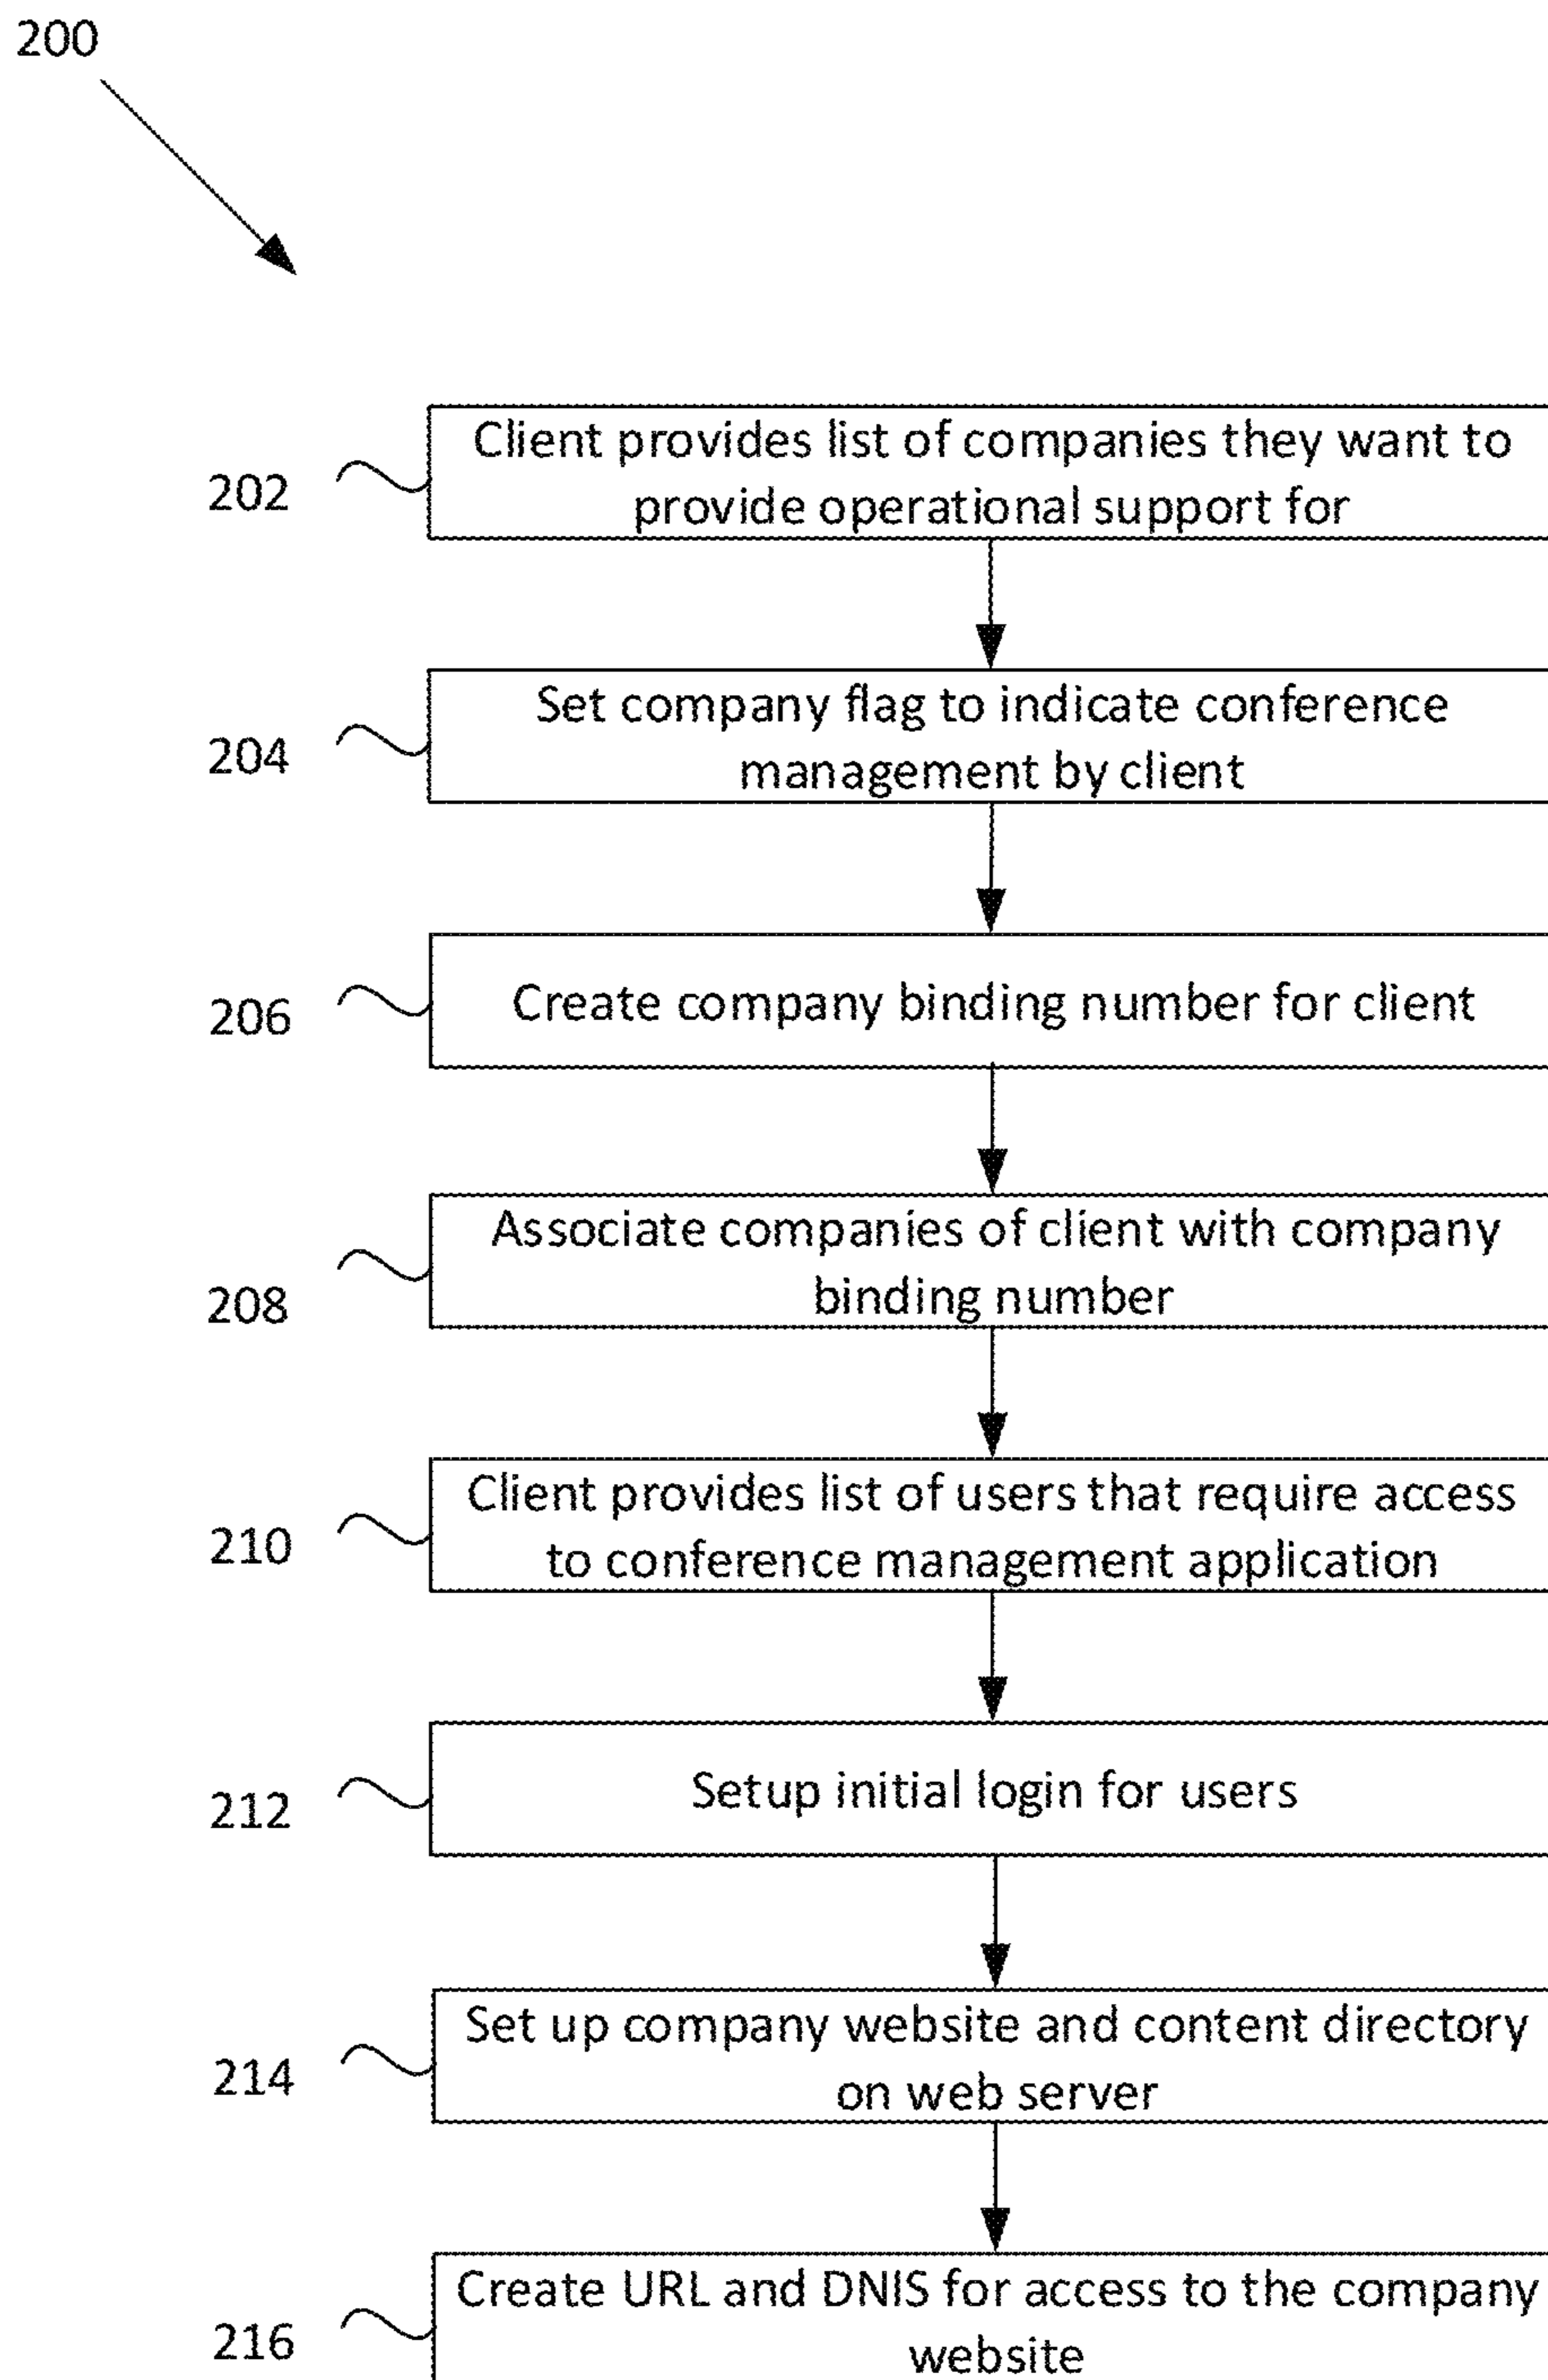 200
Client provides list of companies they want to
provide operational support for
202
Set company flag to indicate conference
management by client
204
Create company binding number for client
206
Associate companies of client with company
binding number
208
Client provides list of users that require access
to conference management application
210
Setup initial login for users
212
Set up company website and content directory
on web server
214
Create URL and DNIS for access to the company
website
216